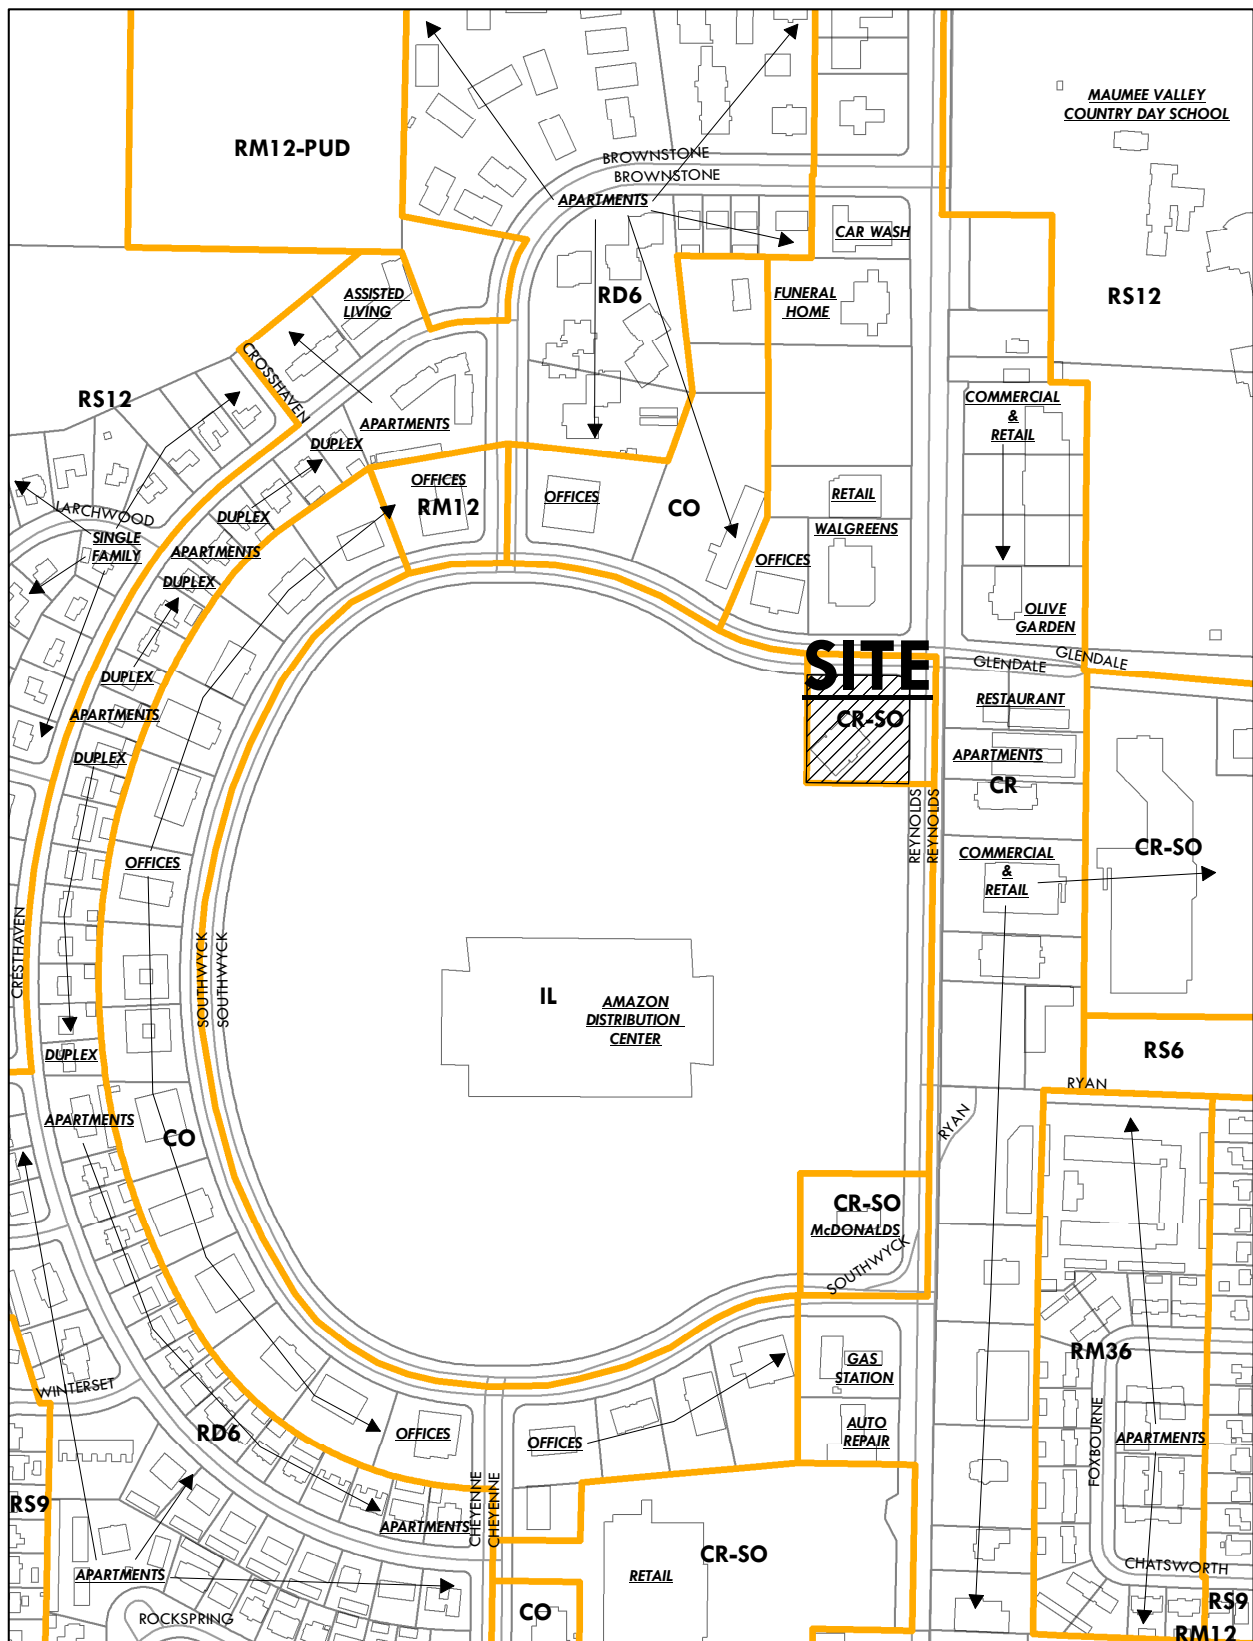 MAUMEE VALLEY
COUNTRY DAY SCHOOL
RM12-PUD
BROWNSTONE
BROWNSTONE
APARTMENTS
CAR WASH
ASSISTED
LIVING
RD6
FUNERAL
HOME
RS12
CROSSHAVEN
RS12
COMMERCIAL
&
RETAIL
APARTMENTS
DUPLEX
OFFICES
RM12
OFFICES
CO
RETAIL
WALGREENS
LARCHWOOD
DUPLEX
SINGLE
FAMILY
APARTMENTS
OFFICES
DUPLEX
OLIVE
GARDEN
SITE
GLENDALE
GLENDALE
DUPLEX
APARTMENTS
CR-SO
RESTAURANT
DUPLEX
APARTMENTS
CR
REYNOLDS
REYNOLDS
OFFICES
COMMERCIAL
&
RETAIL
CR-SO
CRESTHAVEN
SOUTHWYCK
SOUTHWYCK
IL
AMAZON
DISTRIBUTION
CENTER
DUPLEX
RS6
RYAN
RYAN
APARTMENTS
CO
CR-SO
McDONALDS
SOUTHWYCK
RM36
GAS
STATION
WINTERSET
RD6
OFFICES
OFFICES
AUTO
REPAIR
FOXBOURNE
APARTMENTS
RS9
CHEYENNE
CHEYENNE
APARTMENTS
CR-SO
CHATSWORTH
APARTMENTS
RETAIL
RS9
CO
ROCKSPRING
RM12